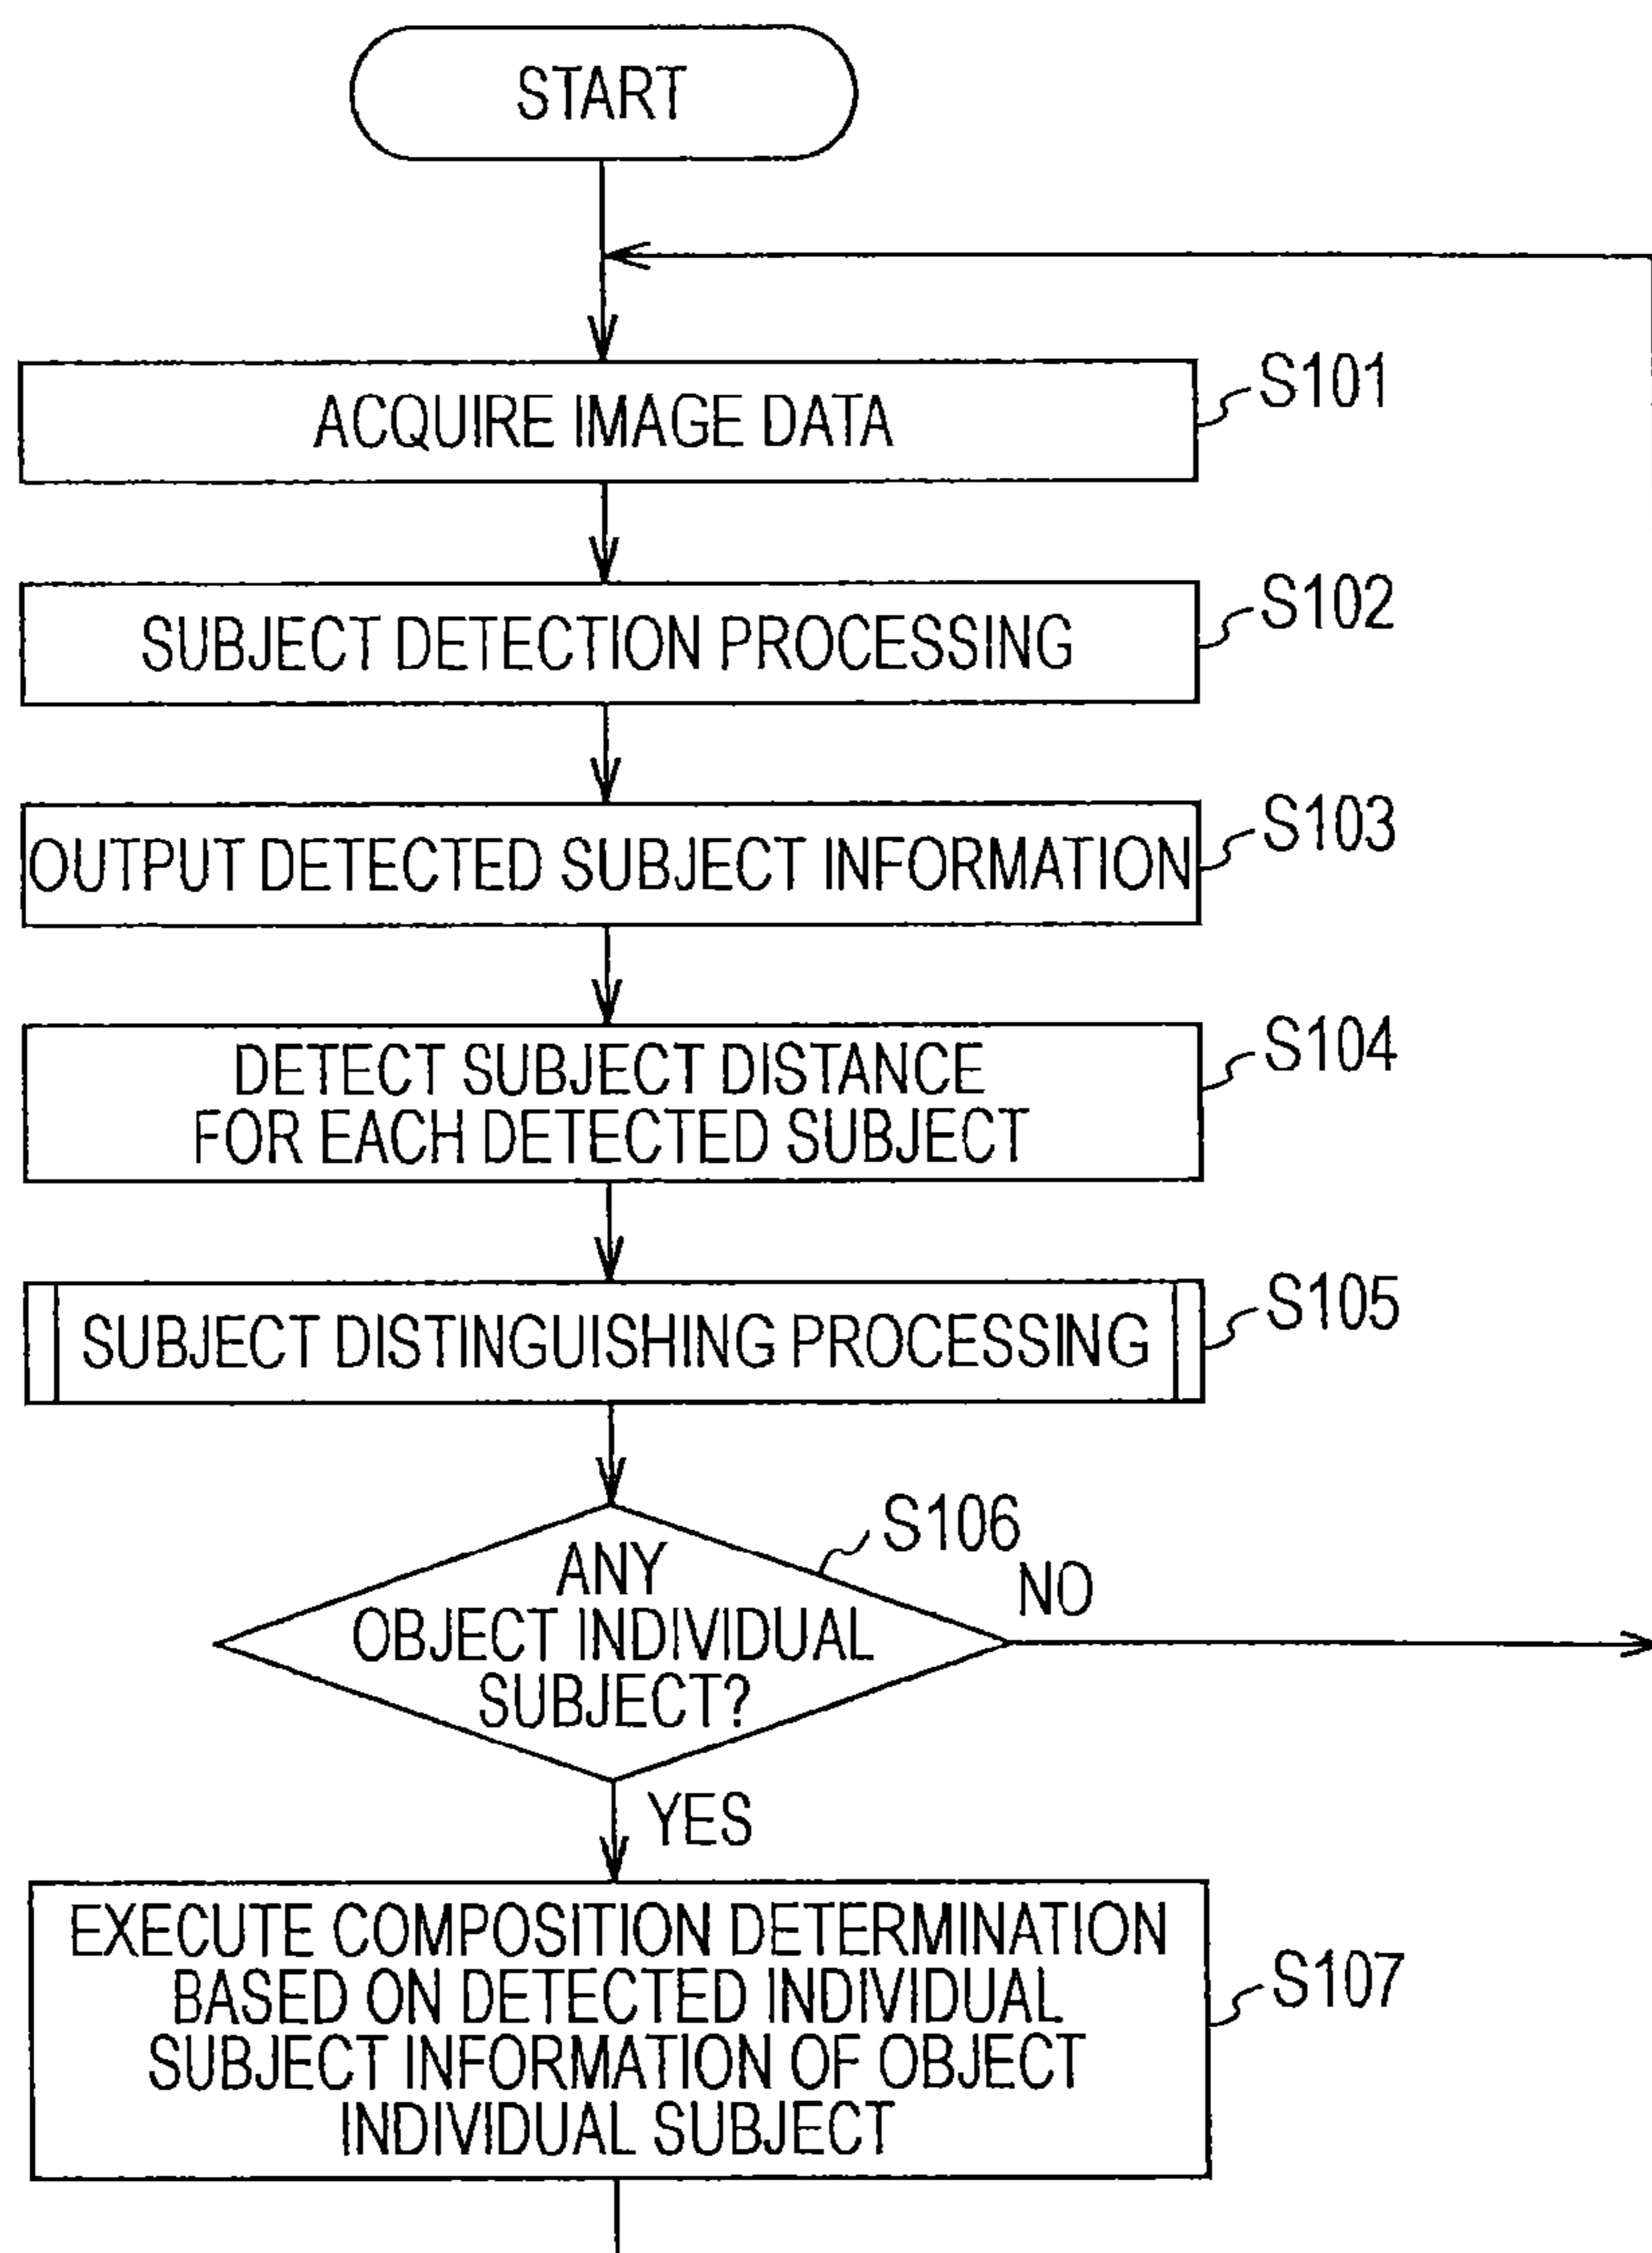 START
ACQUIRE IMAGE DATA
S101
SUBJECT DETECTION PROCESSING
S102
OUTPUT DETECTED SUBJECT INFORMATION
S103
DETECT SUBJECT DISTANCE
FOR EACH DETECTED SUBJECT
S104
SUBJECT DISTINGUISHING PROCESSING
S105
S106
ANY
OBJECT INDIVIDUAL
SUBJECT?
NO
YES
EXECUTE COMPOSITION DETERMINATION
BASED ON DETECTED INDIVIDUAL
SUBJECT INFORMATION OF OBJECT
INDIVIDUAL SUBJECT
S107